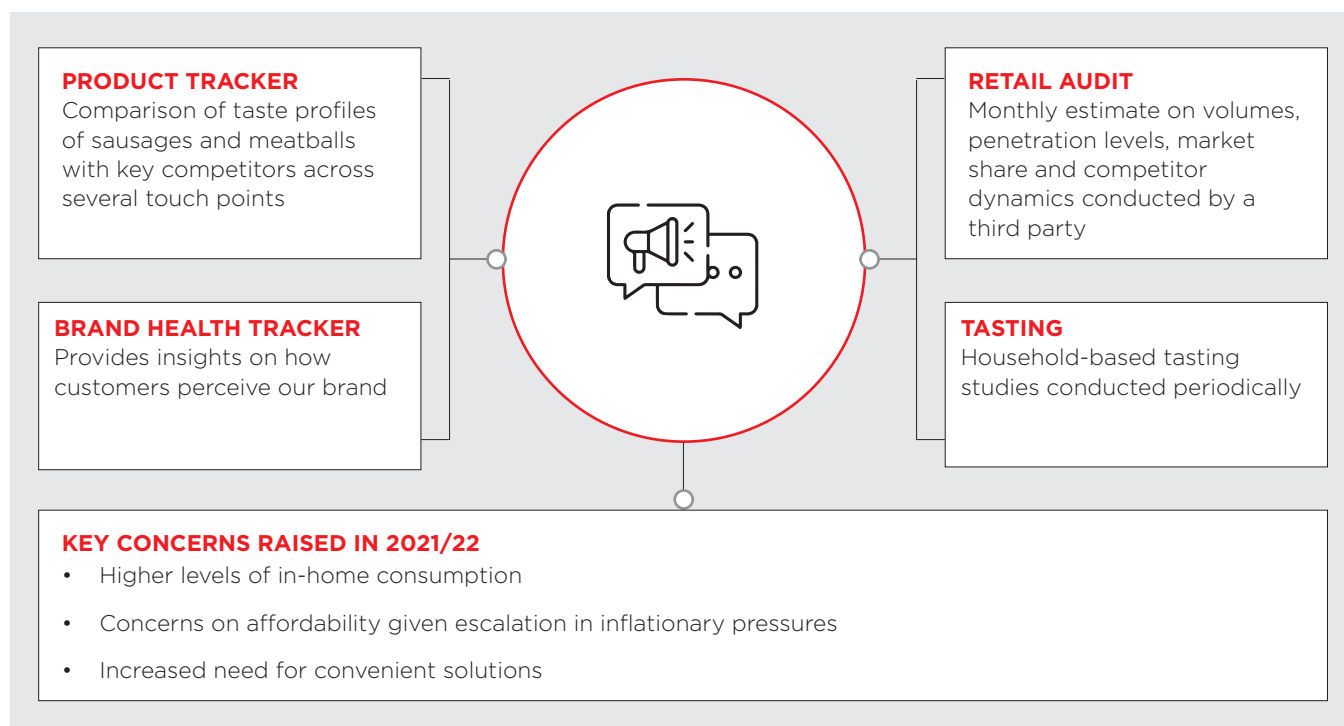 PRODUCT TRACKER
Comparison of taste profiles
of sausages and meatballs
with key competitors across
several touch points
BRAND HEALTH TRACKER
Provides insights on how
customers perceive our brand
RETAIL AUDIT
Monthly estimate on volumes,
penetration levels, market
share and competitor
dynamics conducted by a
third party
TASTING
Household-based tasting
studies conducted periodically
KEY CONCERNS RAISED IN 2021/22
• Higher levels of in-home consumption
• Concerns on affordability given escalation in inflationary pressures
• Increased need for convenient solutions